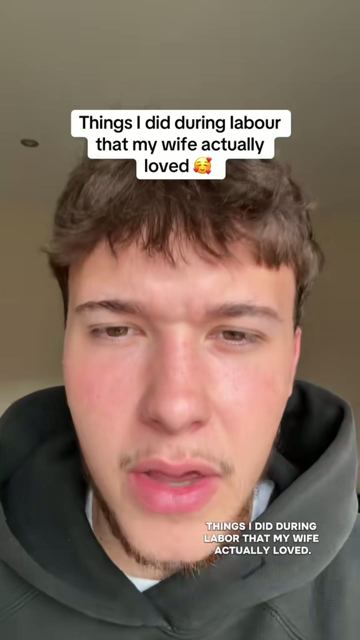 Things I did during labour
that my wife actually
loved 🥰
THINGS I DID DURING
LABOR THAT MY WIFE
ACTUALLY LOVED.